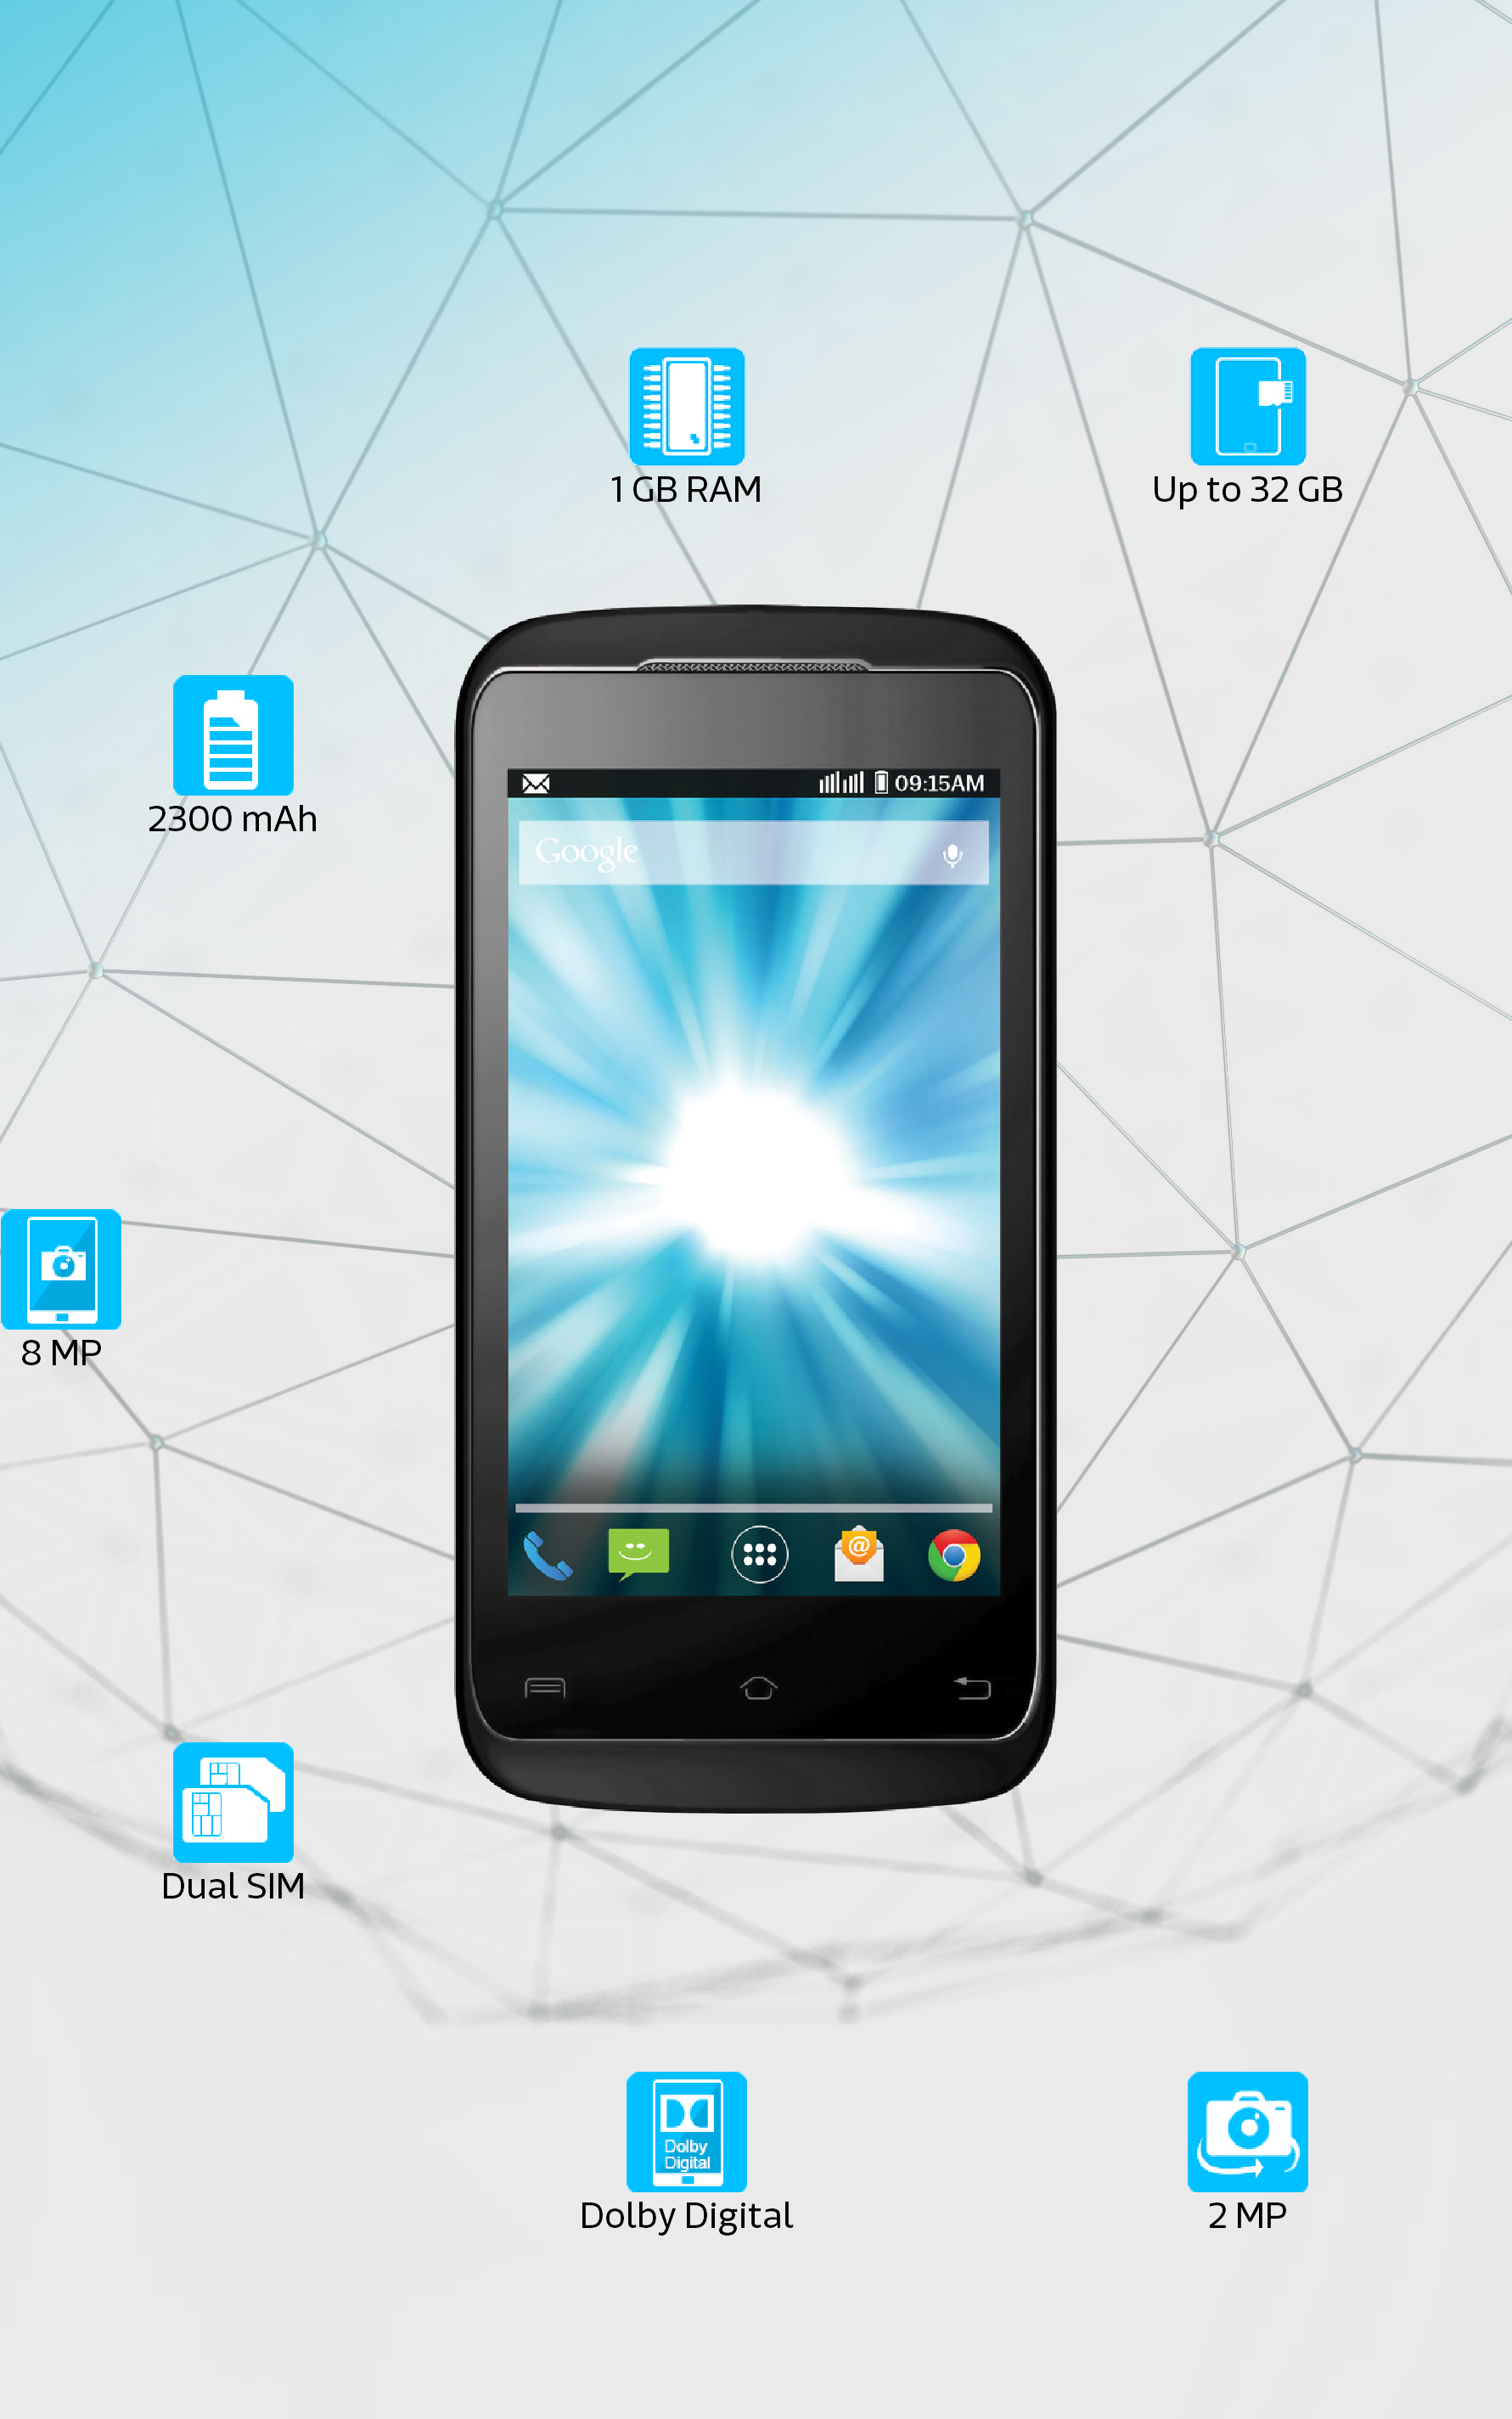 1 GB RAM
Up to 32 GB
2300 mAh
09:15AM
Google
8 MP
@
Dual SIM
Dolby
Digital
Dolby Digital
2 MP